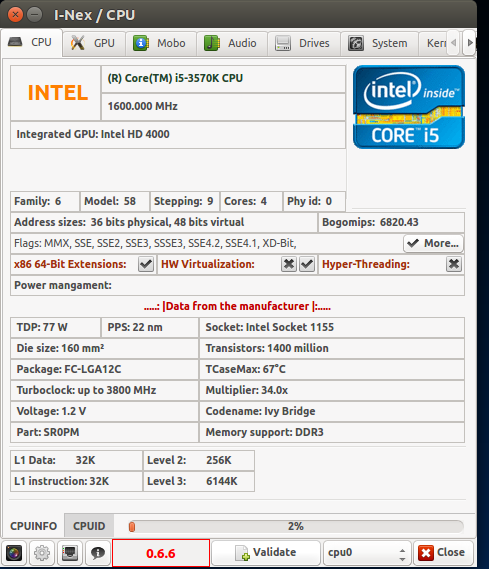 I-Nex / CPU
CPU GPU Mobo Audio Drives System Kern
INTEL
(R) Core(TM) i5-3570K CPU
1600.000 MHz
Integrated GPU: Intel HD 4000
intel inside™
CORE™ i5
Family: 6 Model: 58 Stepping: 9 Cores: 4 Phy id: 0
Address sizes: 36 bits physical, 48 bits virtual Bogomips: 6820.43
Flags: MMX, SSE, SSE2, SSE3, SSSE3, SSE4.2, SSE4.1, XD-Bit, More...
x86 64-Bit Extensions: HW Virtualization: Hyper-Threading:
Power mangament:
.....: |Data from the manufacturer |:.....
TDP: 77 W PPS: 22 nm Socket: Intel Socket 1155
Die size: 160 mm² Transistors: 1400 million
Package: FC-LGA12C TCaseMax: 67°C
Turboclock: up to 3800 MHz Multiplier: 34.0x
Voltage: 1.2 V Codename: Ivy Bridge
Part: SR0PM Memory support: DDR3
L1 Data: 32K Level 2: 256K
L1 instruction: 32K Level 3: 6144K
CPUINFO CPUID 2%
0.6.6 Validate cpu0 Close